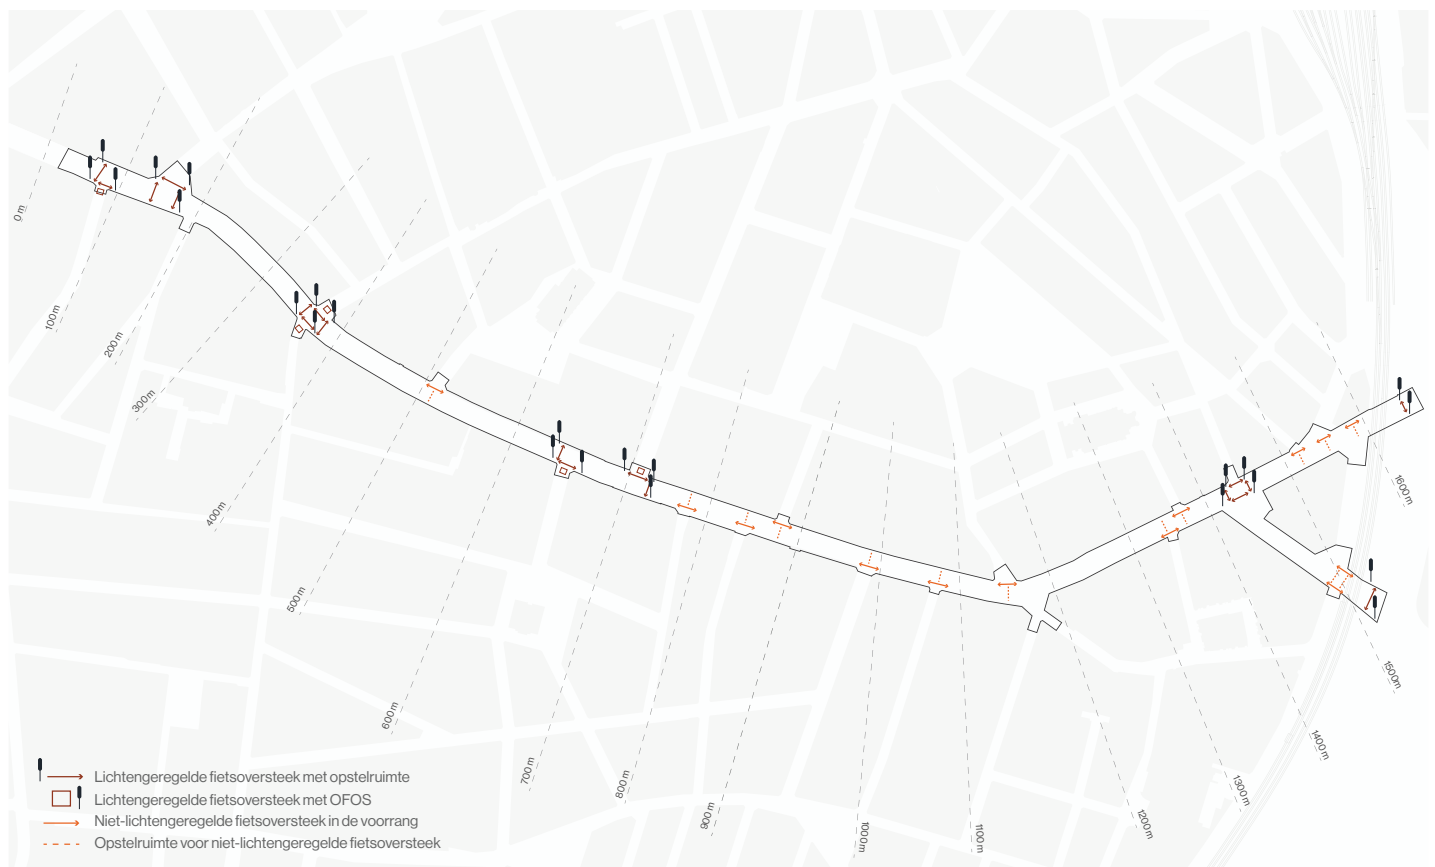 0 m
100 m
200 m
300 m
400 m
500 m
600 m
700 m
800 m
900 m
1000 m
1100 m
1200 m
1300 m
1400 m
1500 m
1600 m
Lichtengeregelde fietsoversteek met opstelruimte
Lichtengeregelde fietsoversteek met OFOS
Niet-lichtengeregelde fietsoversteek in de voorrang
Opstelruimte voor niet-lichtengeregelde fietsoversteek